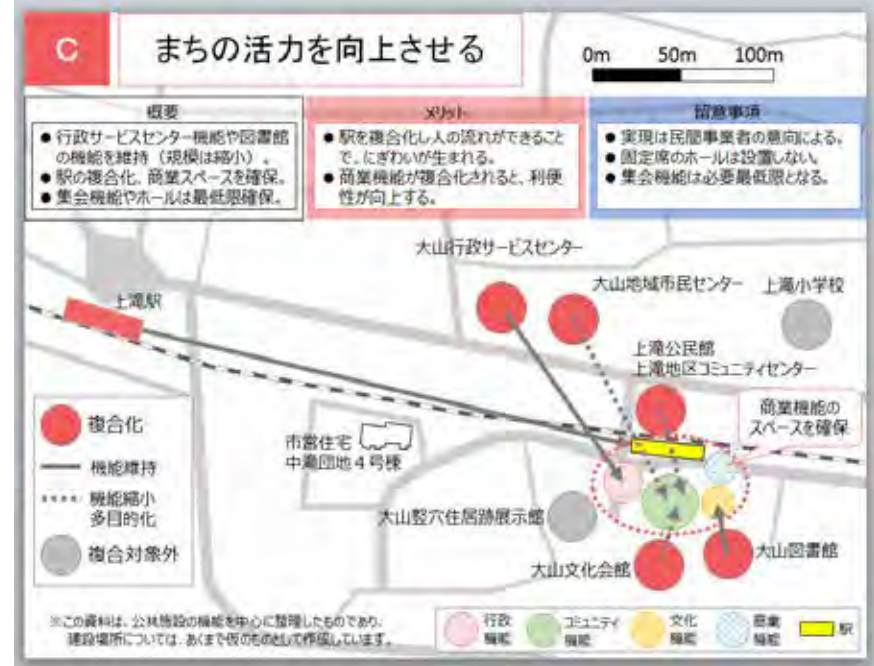 C
まちの活力を向上させる
0m 50m 100m
概要
● 行政サービスセンター機能や図書館
の機能を維持（規模は縮小）。
● 駅の複合化、商業スペースを確保。
● 集会機能やホールは最低限確保。
メリット
● 駅を複合化し人の流れができること
で、にぎわいが生まれる。
● 商業機能が複合化されると、利便
性が向上する。
留意事項
● 実現は民間事業者の意向による。
● 固定席のホールは設置しない。
● 集会機能は必要最低限となる。
大山行政サービスセンター
大山地域市民センター
上滝小学校
上滝駅
上滝公民館
上滝地区コミュニティセンター
商業機能の
スペースを確保
市営住宅
中滝団地４号棟
大山竪穴住居跡展示館
大山文化会館
大山図書館
複合化
機能維持
機能縮小
多目的化
複合対象外
※この資料は、公共施設の機能を中心に整理したものであり、
建設場所については、あくまで仮のものとして作成しています。
行政
機能
コミュニティ
機能
文化
機能
商業
機能
駅